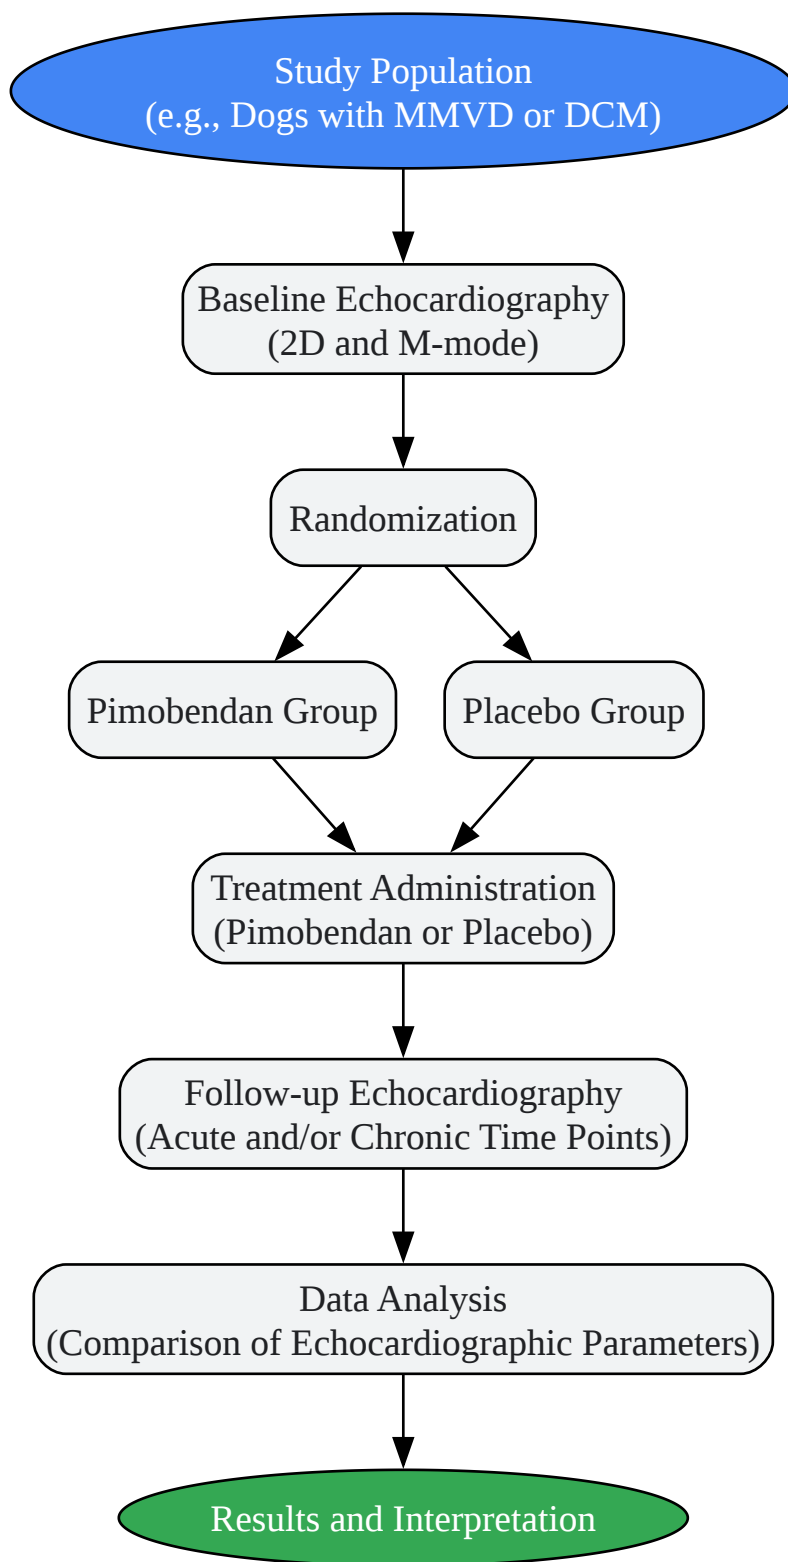 Study Population
(e.g., Dogs with MMVD or DCM)
Baseline Echocardiography
(2D and M-mode)
Randomization
Pimobendan Group
Placebo Group
Treatment Administration
(Pimobendan or Placebo)
Follow-up Echocardiography
(Acute and/or Chronic Time Points)
Data Analysis
(Comparison of Echocardiographic Parameters)
Results and Interpretation